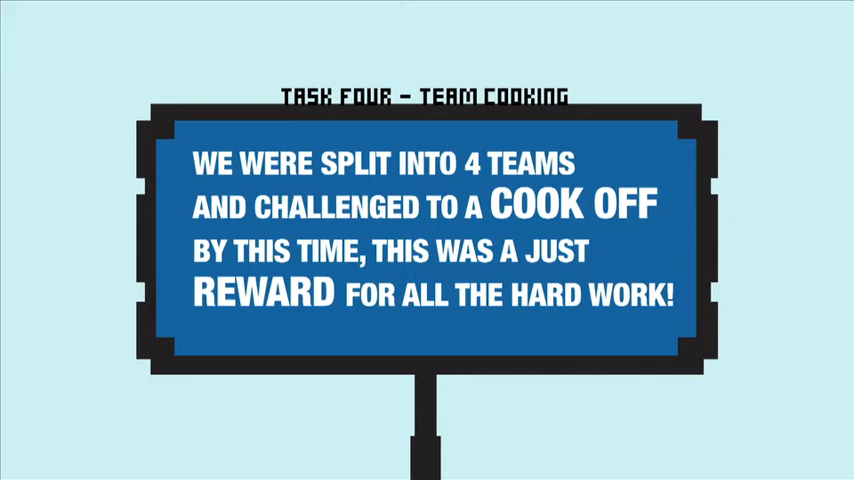 TASK FOUR - TEAM COOKING
WE WERE SPLIT INTO 4 TEAMS
AND CHALLENGED TO A COOK OFF
BY THIS TIME, THIS WAS A JUST
REWARD FOR ALL THE HARD WORK!